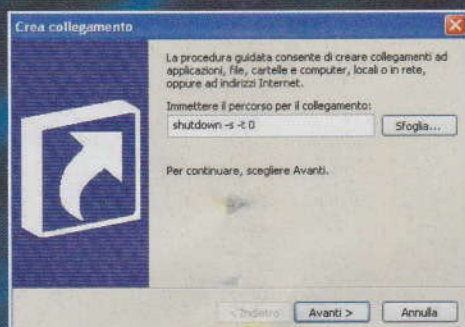 Crea collegamento
La procedura guidata consente di creare collegamenti ad
applicazioni, file, cartelle e computer, locali o in rete,
oppure ad indirizzi Internet.
Immettere il percorso per il collegamento:
shutdown -s -t 0
Sfoglia...
Per continuare, scegliere Avanti.
< Indietro
Avanti >
Annulla